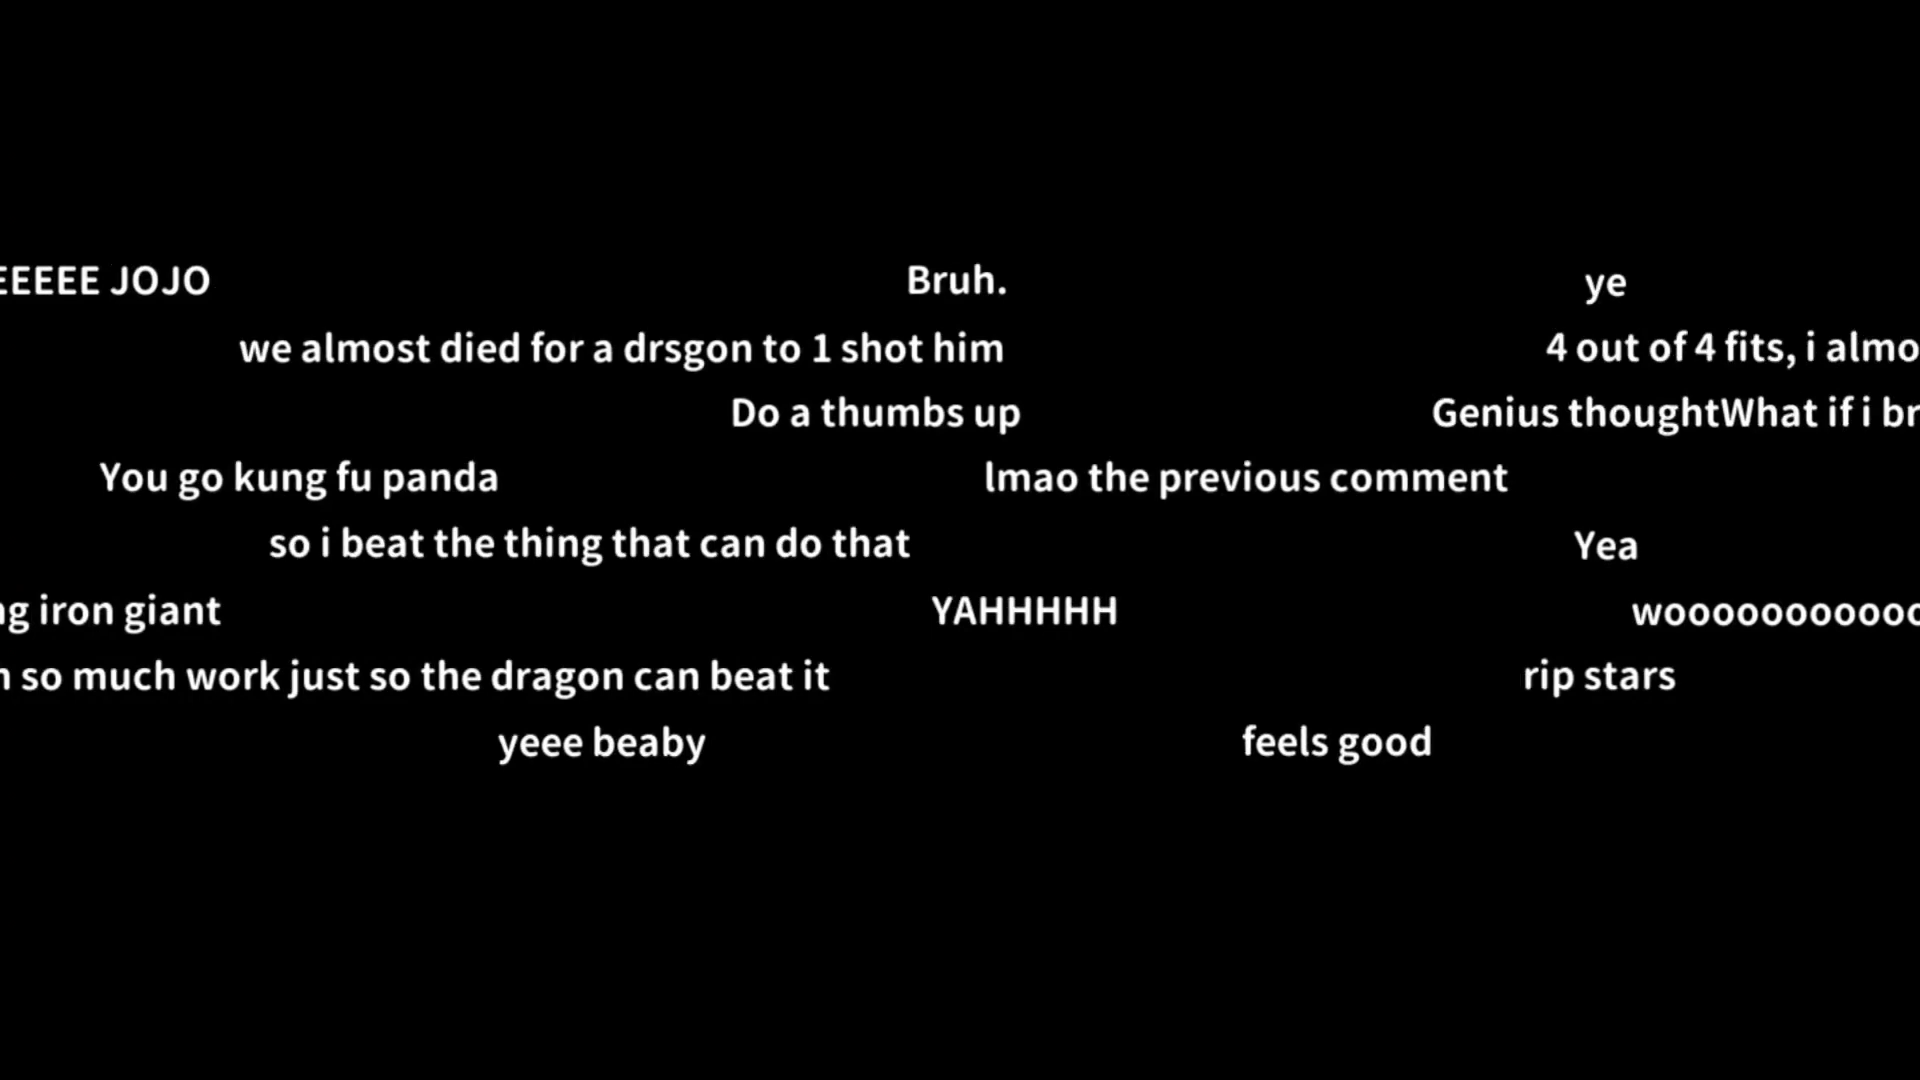 EEEEE JOJO Bruh. ye
we almost died for a drsgon to 1 shot him 4 out of 4 fits, i almo
Do a thumbs up Genius thoughtWhat if i br
You go kung fu panda lmao the previous comment
so i beat the thing that can do that Yea
ng iron giant YAHHHHH wooooooooooo
so much work just so the dragon can beat it rip stars
yeee beaby feels good